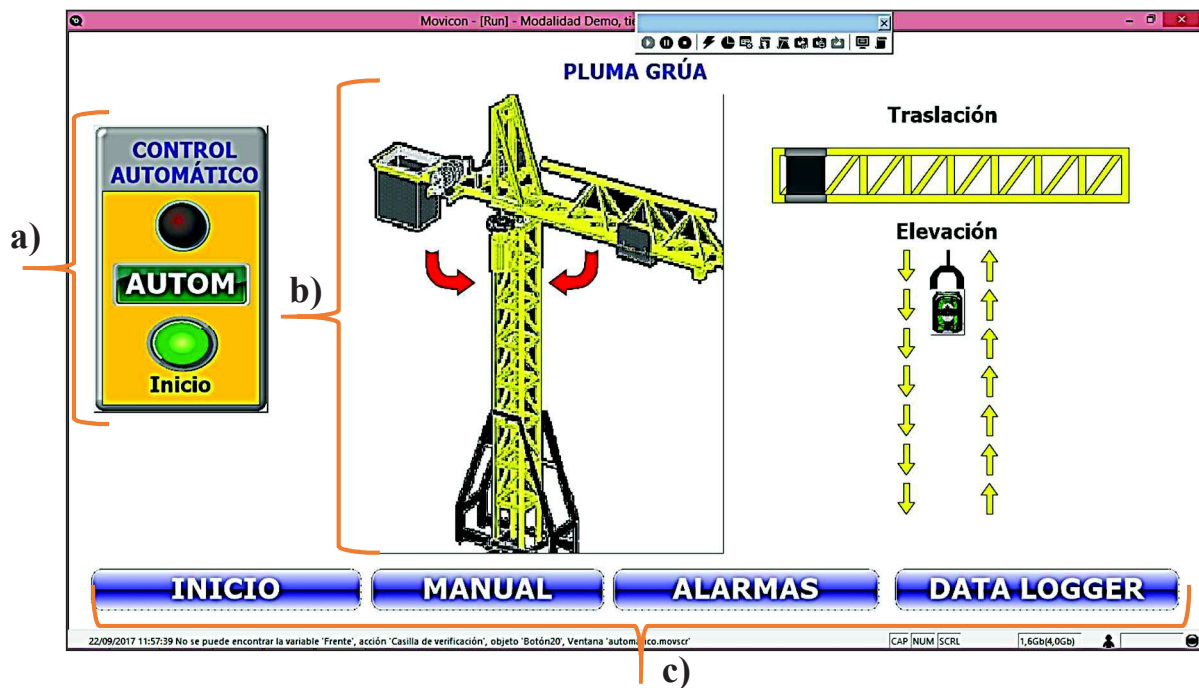 Movicon - [Run] - Modalidad Demo, tie
PLUMA GRÚA
a)
CONTROL
AUTOMÁTICO
AUTOM
Inicio
b)
Traslación
Elevación
INICIO
MANUAL
ALARMAS
DATA LOGGER
22/09/2017 11:57:39 No se puede encontrar la variable 'Frente', acción 'Casilla de verificación', objeto 'Botón20', Ventana 'automatico.movscr'
CAP NUM SCRL
1,6Gb(4,0Gb)
c)